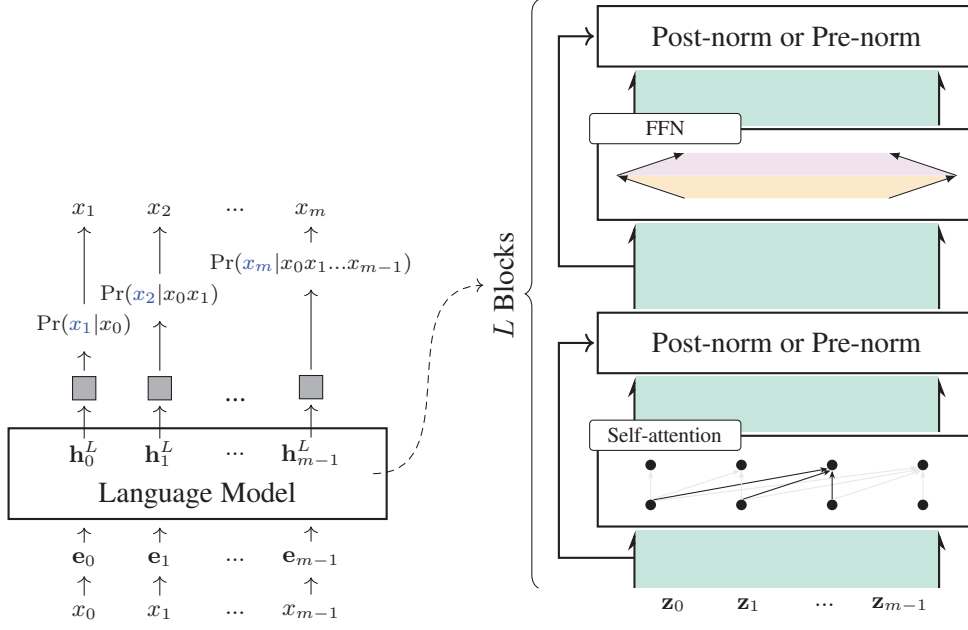 x₁ x₂ ... xₘ
Pr(xₘ|x₀x₁...xₘ₋₁)
Pr(x₂|x₀x₁)
Pr(x₁|x₀)
...
h₀ᴸ h₁ᴸ ... hₘ₋₁ᴸ
Language Model
e₀ e₁ ... eₘ₋₁
x₀ x₁ ... xₘ₋₁
L Blocks
Post-norm or Pre-norm
FFN
Post-norm or Pre-norm
Self-attention
z₀ z₁ ... zₘ₋₁